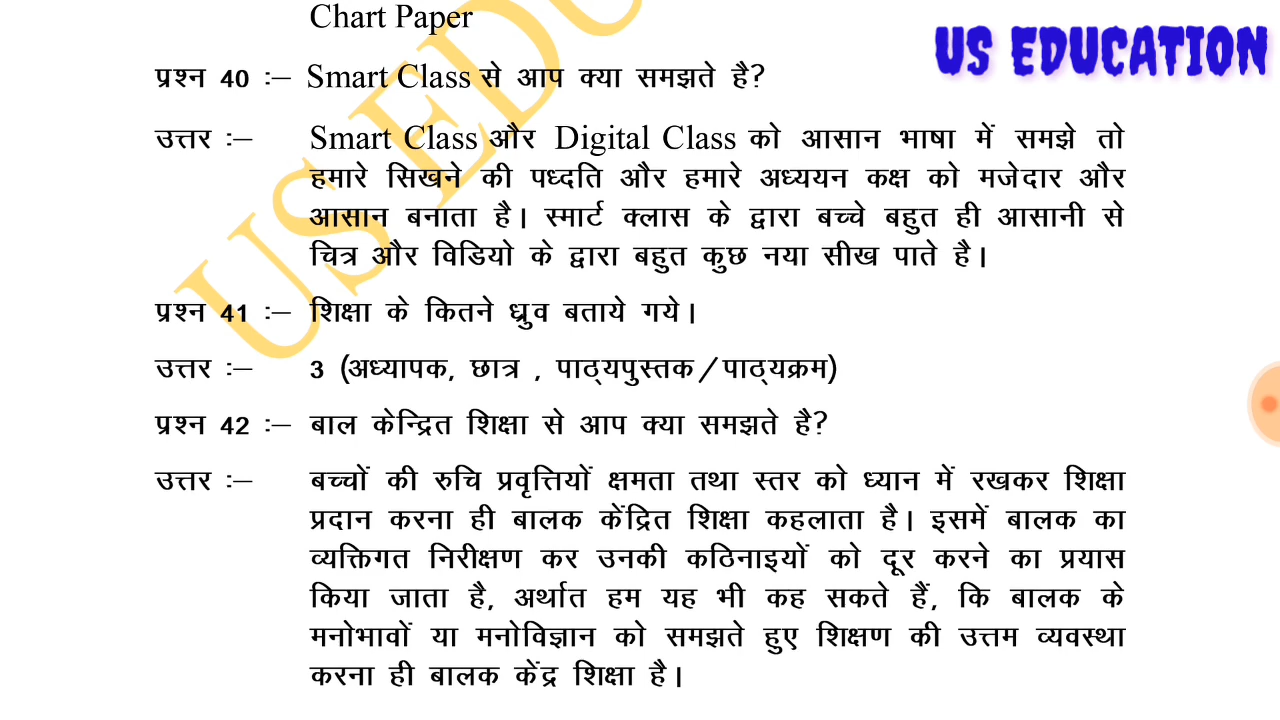 Chart Paper
US EDUCATION
प्रश्न 40 :– Smart Class से आप क्या समझते है?
उत्तर :– Smart Class और Digital Class को आसान भाषा में समझे तो
हमारे सिखने की पध्दति और हमारे अध्ययन कक्ष को मजेदार और
आसान बनाता है। स्मार्ट क्लास के द्वारा बच्चे बहुत ही आसानी से
चित्र और विडियो के द्वारा बहुत कुछ नया सीख पाते है।
प्रश्न 41 :– शिक्षा के कितने ध्रुव बताये गये।
उत्तर :– 3 (अध्यापक, छात्र , पाठ्यपुस्तक/पाठ्यक्रम)
प्रश्न 42 :– बाल केन्द्रित शिक्षा से आप क्या समझते है?
उत्तर :– बच्चों की रुचि प्रवृत्तियों क्षमता तथा स्तर को ध्यान में रखकर शिक्षा
प्रदान करना ही बालक केंद्रित शिक्षा कहलाता है। इसमें बालक का
व्यक्तिगत निरीक्षण कर उनकी कठिनाइयों को दूर करने का प्रयास
किया जाता है, अर्थात हम यह भी कह सकते हैं, कि बालक के
मनोभावों या मनोविज्ञान को समझते हुए शिक्षण की उत्तम व्यवस्था
करना ही बालक केंद्र शिक्षा है।
US EDU